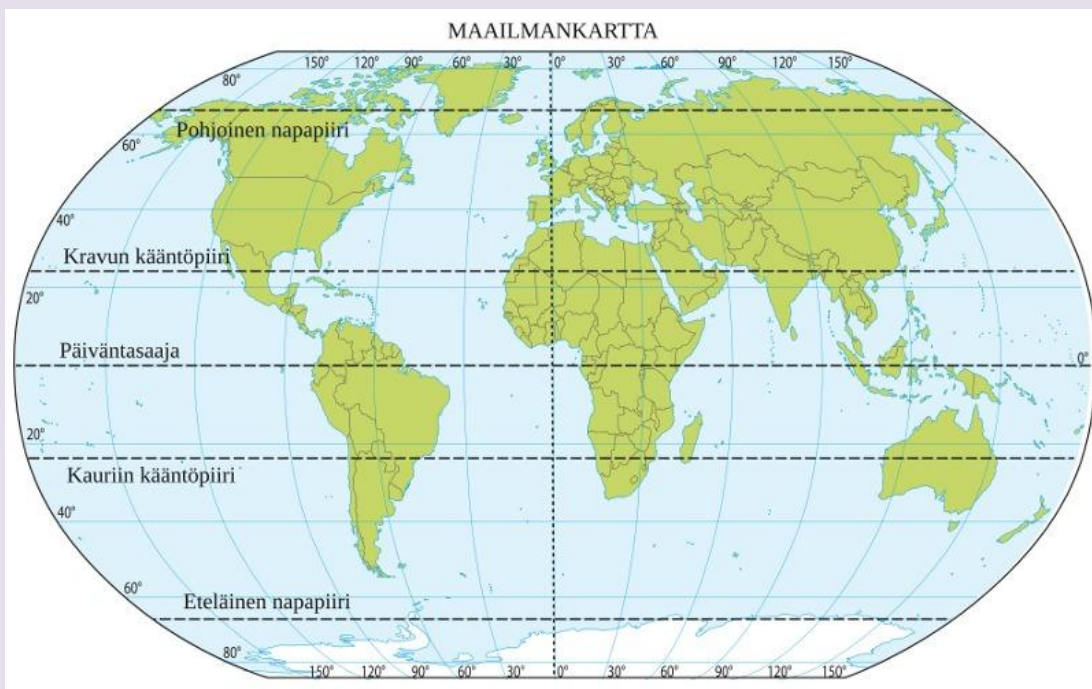 MAAILMANKARTTA
150° 120° 90° 60° 30° 0° 30° 60° 90° 120° 150°
80°
Pohjoinen napapiiri
60°
40°
Kravun kääntöpiiri
20°
Päiväntasaaja
0°
20°
Kauriin kääntöpiiri
40°
60°
Eteläinen napapiiri
80°
150° 120° 90° 60° 30° 0° 30° 60° 90° 120° 150°